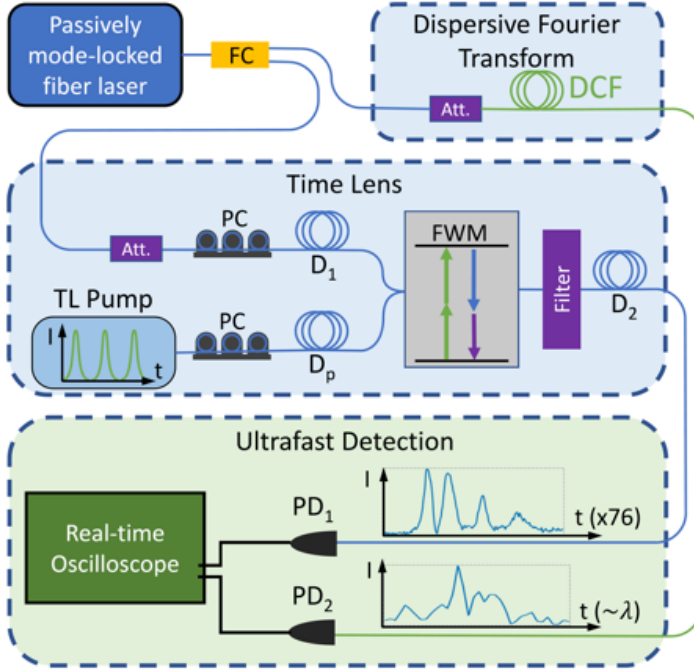 Passively
mode-locked
fiber laser
FC
Dispersive Fourier
Transform
DCF
Att.
Time Lens
PC
Att.
D₁
FWM
Filter
D₂
TL Pump
I
t
PC
Dₚ
Ultrafast Detection
Real-time
Oscilloscope
PD₁
I
t (x76)
PD₂
I
t (~λ)